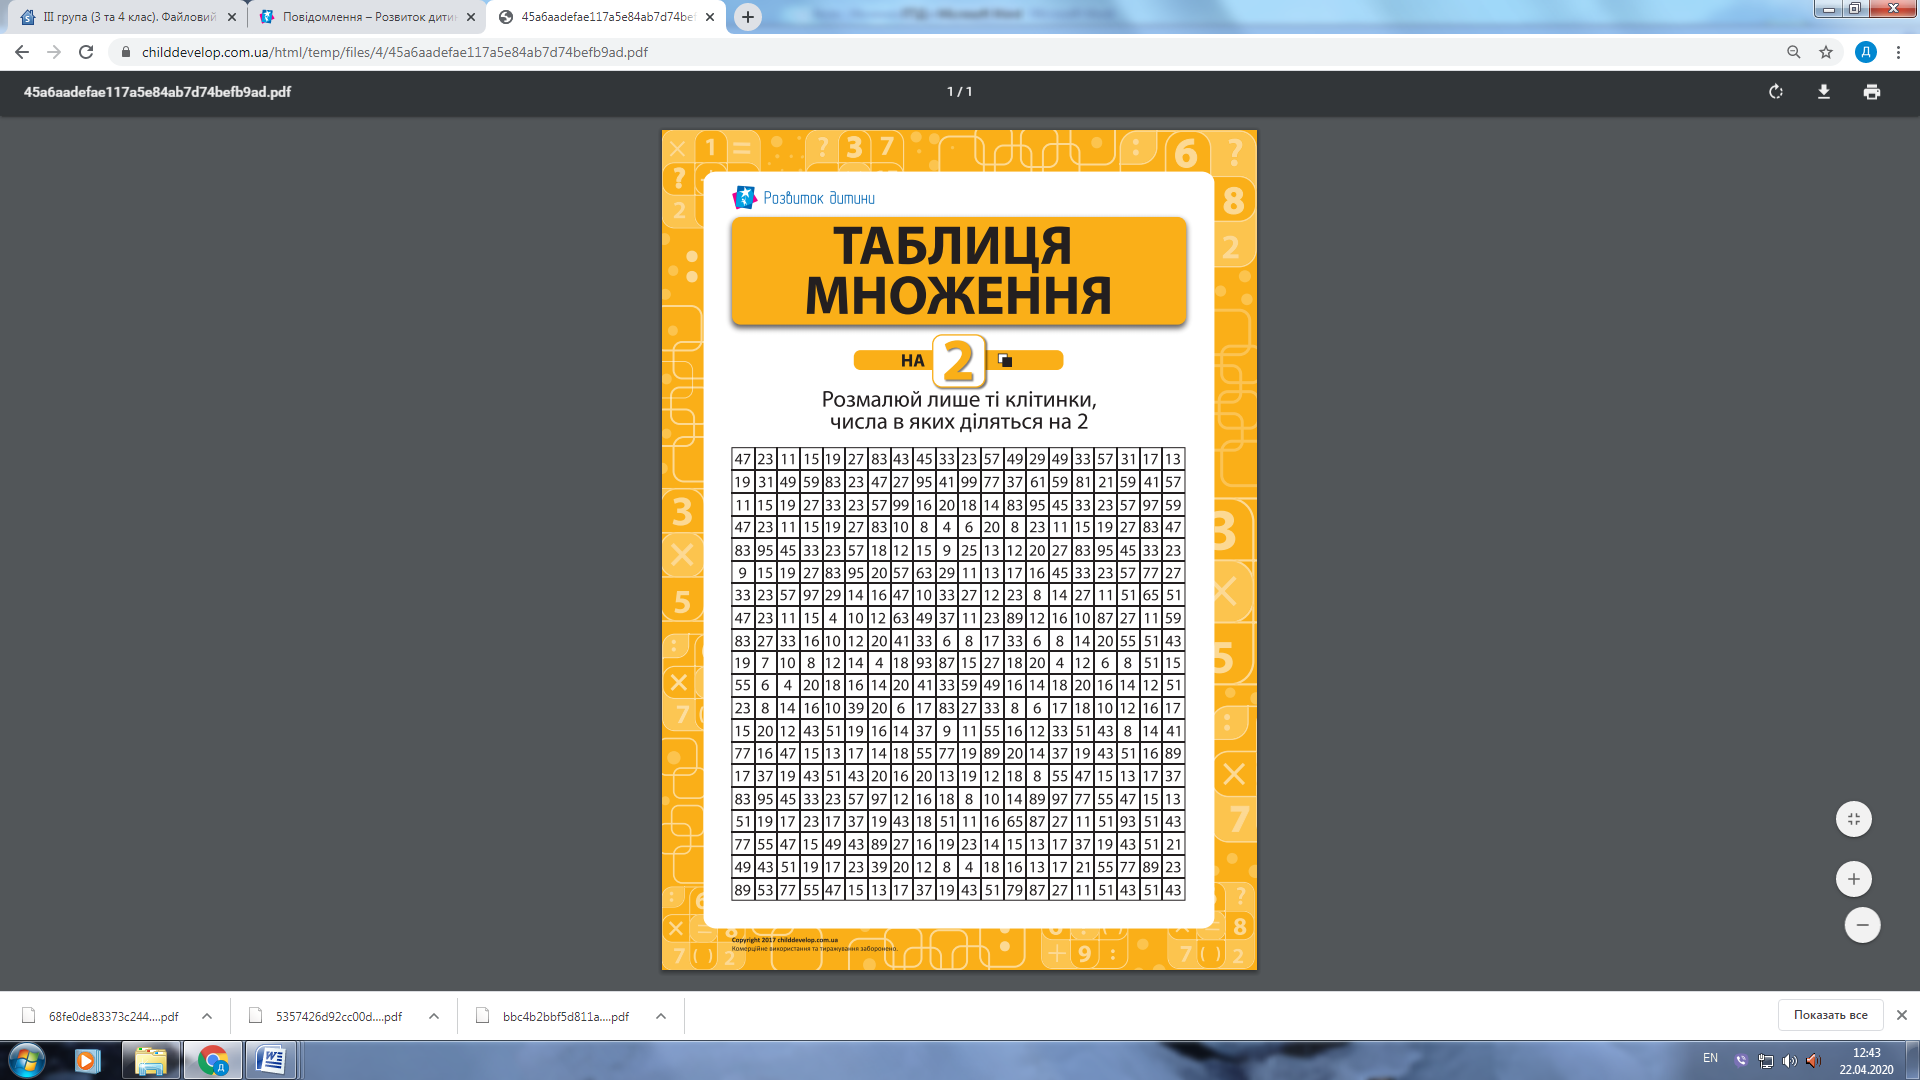 III група (3 та 4 клас). Файловий
Повідомлення – Розвиток дити
45a6aadefae117a5e84ab7d74be
childdevelop.com.ua/html/temp/files/4/45a6aadefae117a5e84ab7d74befb9ad.pdf
Д
45a6aadefae117a5e84ab7d74befb9ad.pdf
1 / 1
Розвиток дитини
ТАБЛИЦЯ
МНОЖЕННЯ
НА 2
Розмалюй лише ті клітинки,
числа в яких діляться на 2
47 23 11 15 19 27 83 43 45 33 23 57 49 29 49 33 57 31 17 13
19 31 49 59 83 23 47 27 95 41 99 77 37 61 59 81 21 59 41 57
11 15 19 27 33 23 57 99 16 20 18 14 83 95 45 33 23 57 97 59
47 23 11 15 19 27 83 10 8 4 6 20 8 23 11 15 19 27 83 47
83 95 45 33 23 57 18 12 15 9 25 13 12 20 27 83 95 45 33 23
9 15 19 27 83 95 20 57 63 29 11 13 17 16 45 33 23 57 77 27
33 23 57 97 29 14 16 47 10 33 27 12 23 8 14 27 11 51 65 51
47 23 11 15 4 10 12 63 49 37 11 23 89 12 16 10 87 27 11 59
83 27 33 16 10 12 20 41 33 6 8 17 33 6 8 14 20 55 51 43
19 7 10 8 12 14 4 18 93 87 15 27 18 20 4 12 6 8 51 15
55 6 4 20 18 16 14 20 41 33 59 49 16 14 18 20 16 14 12 51
23 8 14 16 10 39 20 6 17 83 27 33 8 6 17 18 10 12 16 17
15 20 12 43 51 19 16 14 37 9 11 55 16 12 33 51 43 8 14 41
77 16 47 15 13 17 14 18 55 77 19 89 20 14 37 19 43 51 16 89
17 37 19 43 51 43 20 16 20 13 19 12 18 8 55 47 15 13 17 37
83 95 45 33 23 57 97 12 16 18 8 10 14 89 97 77 55 47 15 13
51 19 17 23 17 37 19 43 18 51 11 16 65 87 27 11 51 93 51 43
77 55 47 15 49 43 89 27 16 19 23 14 15 13 17 37 19 43 51 21
49 43 51 19 17 23 39 20 12 8 4 18 16 13 17 21 55 77 89 23
89 53 77 55 47 15 13 17 37 19 43 51 79 87 27 11 51 43 51 43
Copyright 2017 childdevelop.com.ua
Комерційне використання та тиражування заборонено.
68fe0de83373c244....pdf
5357426d92cc00d....pdf
bbc4b2bbf5d811a....pdf
Показать все
EN
12:43
22.04.2020